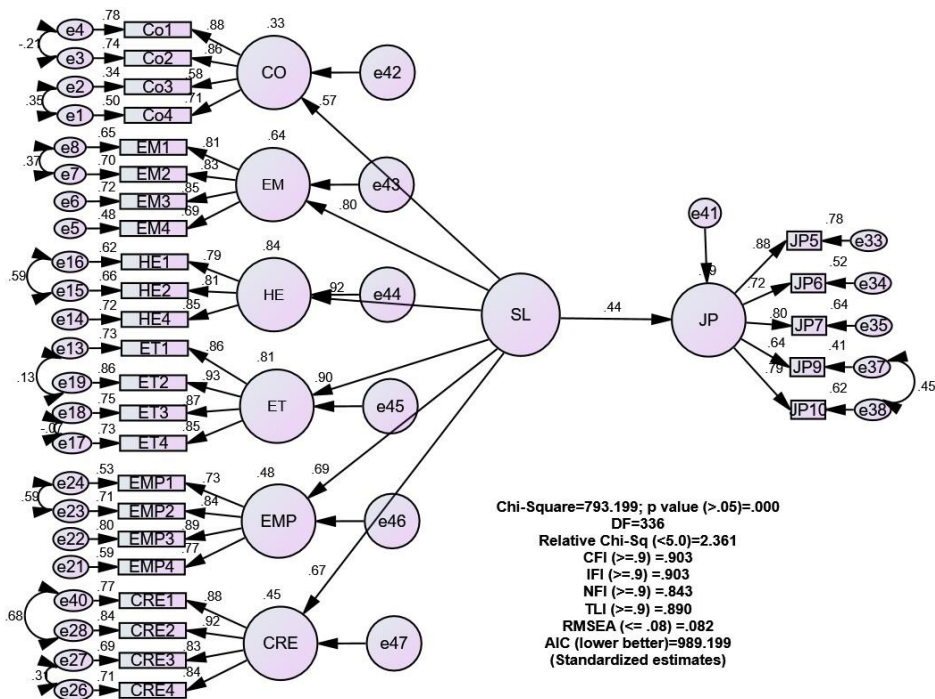 .78
e4
Co1
.88
-.21
.74
e3
Co2
.86
.34
e2
Co3
.58
.35
.50
e1
Co4
.71
.33
CO
e42
.57
.65
e8
EM1
.81
.37
.70
e7
EM2
.83
.72
e6
EM3
.85
.48
e5
EM4
.69
.64
EM
e43
.80
.62
e16
HE1
.79
.59
.66
e15
HE2
.81
.72
e14
HE4
.85
.84
HE
.92
e44
.73
e13
ET1
.86
.13
.86
e19
ET2
.93
.75
e18
ET3
.87
.73
e17
ET4
.85
.81
ET
.90
e45
.53
e24
EMP1
.73
.59
.71
e23
EMP2
.84
.80
e22
EMP3
.89
.59
e21
EMP4
.77
.48
EMP
.69
e46
.77
e40
CRE1
.88
.68
.84
e28
CRE2
.92
.69
e27
CRE3
.83
.31
.71
e26
CRE4
.84
.45
CRE
.67
e47
SL
.44
JP
e41
.88
JP5
.78
e33
.72
JP6
.52
e34
.80
JP7
.64
e35
.64
JP9
.41
e37
.79
JP10
.62
e38
.45
Chi-Square=793.199; p value (>.05)=.000
DF=336
Relative Chi-Sq (<5.0)=2.361
CFI (>=.9) =.903
IFI (>=.9) =.903
NFI (>=.9) =.843
TLI (>=.9) =.890
RMSEA (<= .08) =.082
AIC (lower better)=989.199
(Standardized estimates)